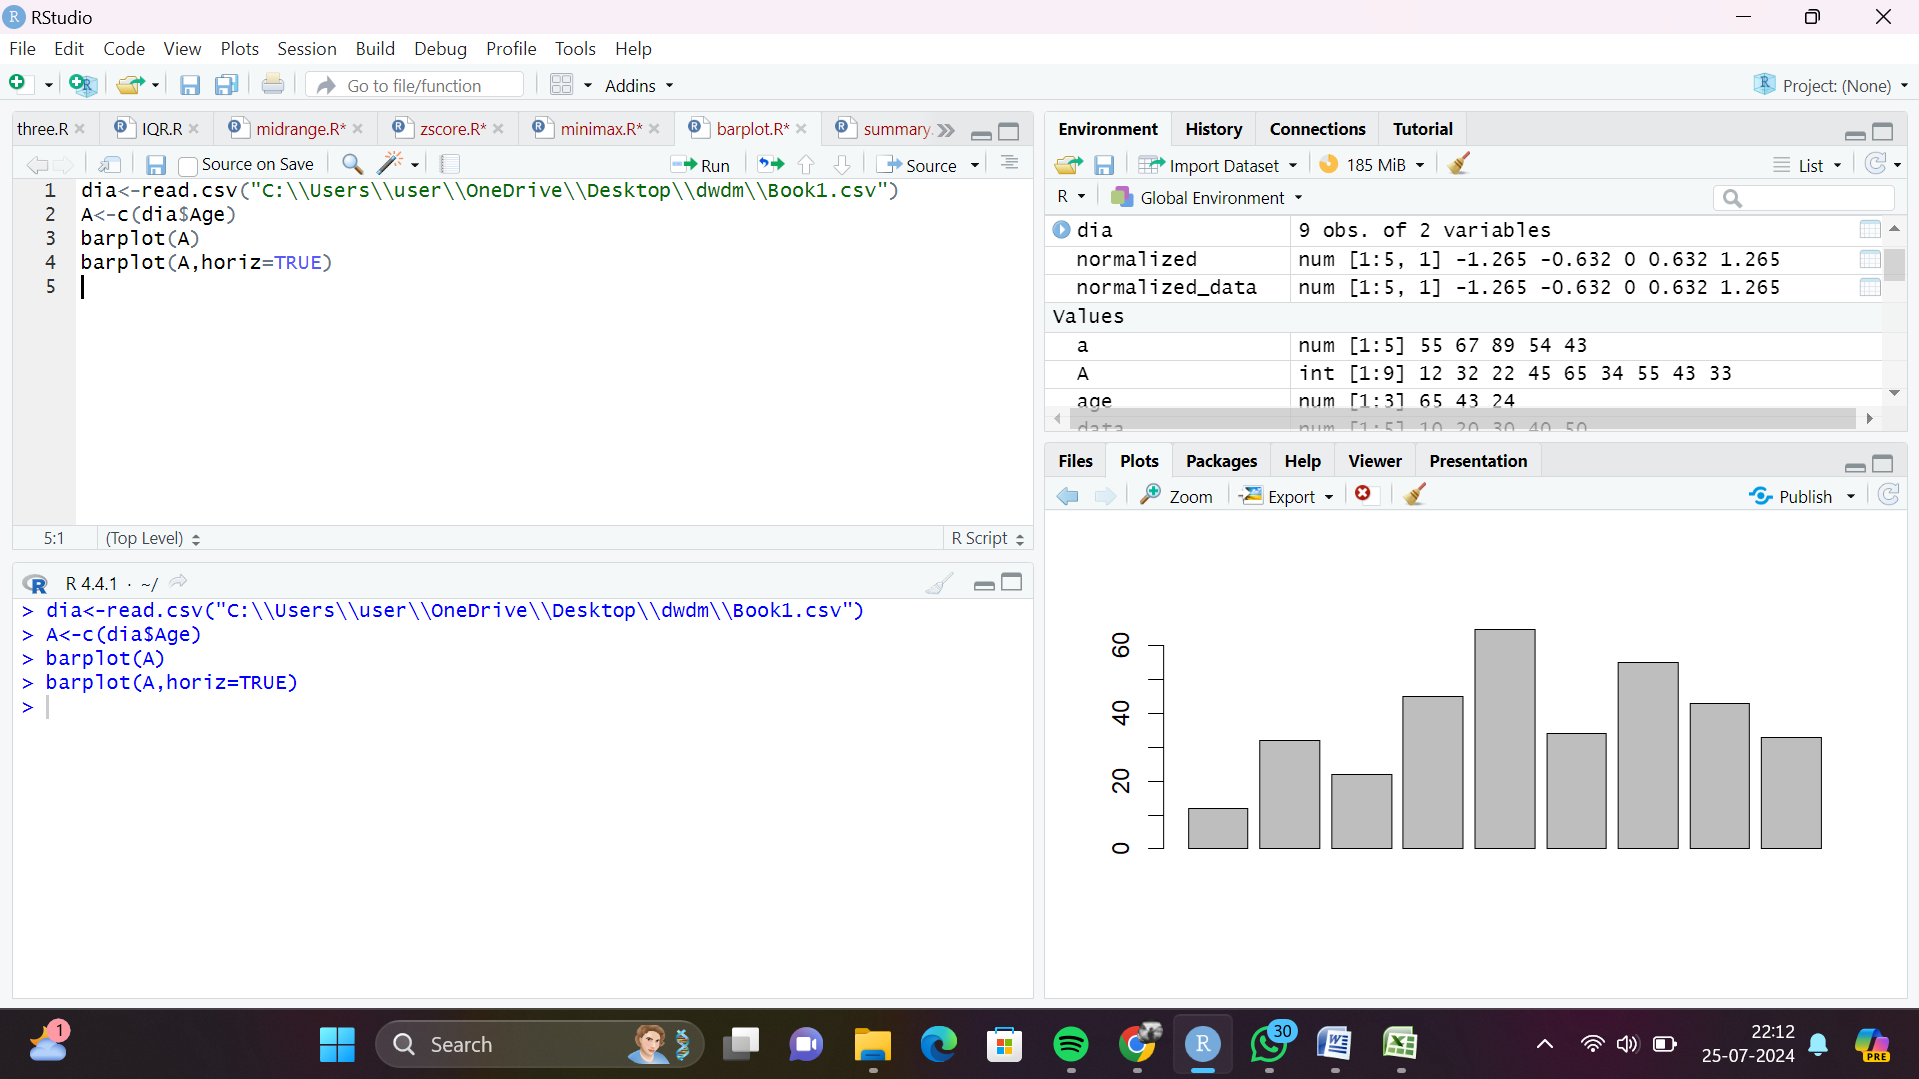 RStudio
File Edit Code View Plots Session Build Debug Profile Tools Help
Go to file/function Addins Project: (None)
three.R IQR.R midrange.R* zscore.R* minimax.R* barplot.R* summary.
Source on Save Run Source
1 dia<-read.csv("C:\\Users\\user\\OneDrive\\Desktop\\dwdm\\Book1.csv")
2 A<-c(dia$Age)
3 barplot(A)
4 barplot(A,horiz=TRUE)
5
5:1 (Top Level) R Script
R 4.4.1 · ~/
> dia<-read.csv("C:\\Users\\user\\OneDrive\\Desktop\\dwdm\\Book1.csv")
> A<-c(dia$Age)
> barplot(A)
> barplot(A,horiz=TRUE)
>
Environment History Connections Tutorial
Import Dataset 185 MiB List
R Global Environment
dia 9 obs. of 2 variables
normalized num [1:5, 1] -1.265 -0.632 0 0.632 1.265
normalized_data num [1:5, 1] -1.265 -0.632 0 0.632 1.265
Values
a num [1:5] 55 67 89 54 43
A int [1:9] 12 32 22 45 65 34 55 43 33
age num [1:3] 65 43 24
data num [1:5] 10 20 30 40 50
Files Plots Packages Help Viewer Presentation
Zoom Export Publish
60
40
20
0
1 Search 30 22:12
25-07-2024
PRE